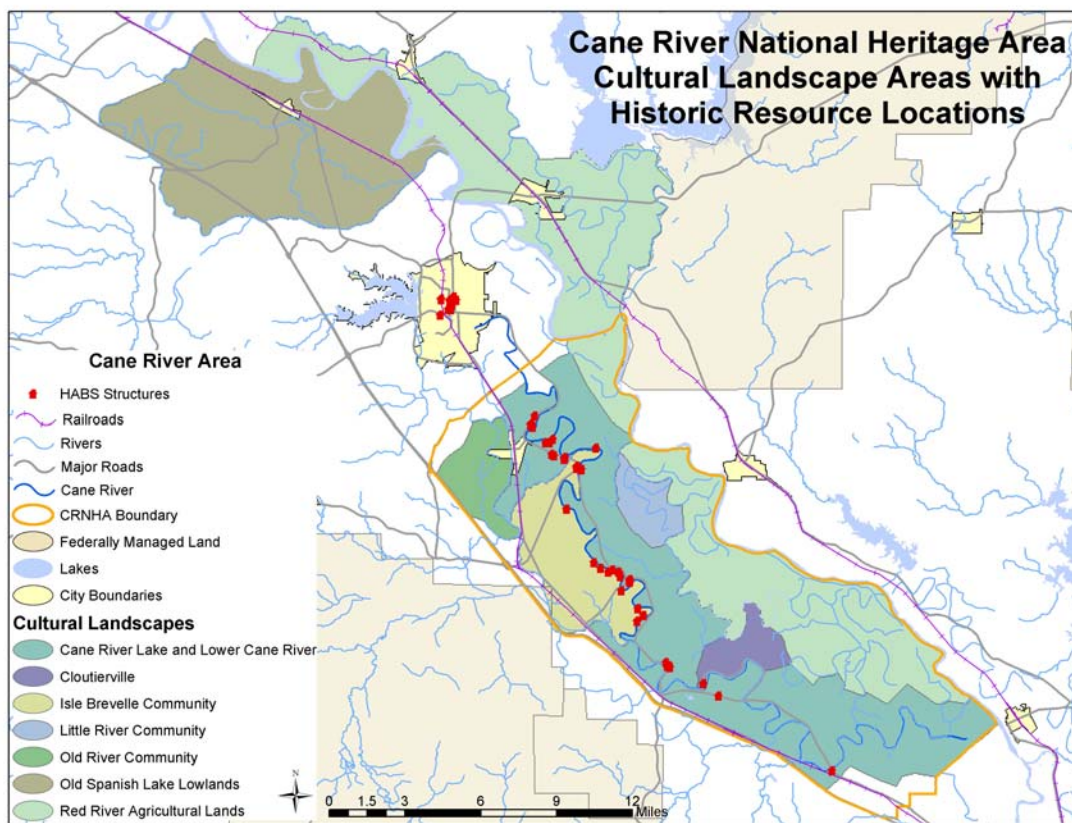 Cane River National Heritage Area
Cultural Landscape Areas with
Historic Resource Locations
Cane River Area
HABS Structures
Railroads
Rivers
Major Roads
Cane River
CRNHA Boundary
Federally Managed Land
Lakes
City Boundaries
Cultural Landscapes
Cane River Lake and Lower Cane River
Cloutierville
Isle Brevelle Community
Little River Community
Old River Community
Old Spanish Lake Lowlands
Red River Agricultural Lands
N
0 1.5 3 6 9 12
Miles